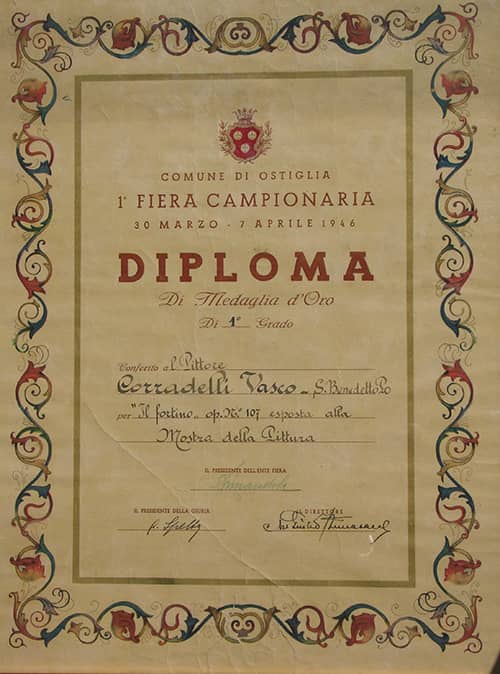 COMUNE DI OSTIGLIA
1ª FIERA CAMPIONARIA
30 MARZO - 7 APRILE 1946
DIPLOMA
Di Medaglia d'Oro
Di 1º Grado
Conferito al Pittore
Corradelli Vasco - S. Benedetto Po
per "Il fortino" op. Nº 107 esposta alla
Mostra della Pittura
IL PRESIDENTE DELL'ENTE FIERA
IL PRESIDENTE DELLA GIURIA
IL DIRETTORE